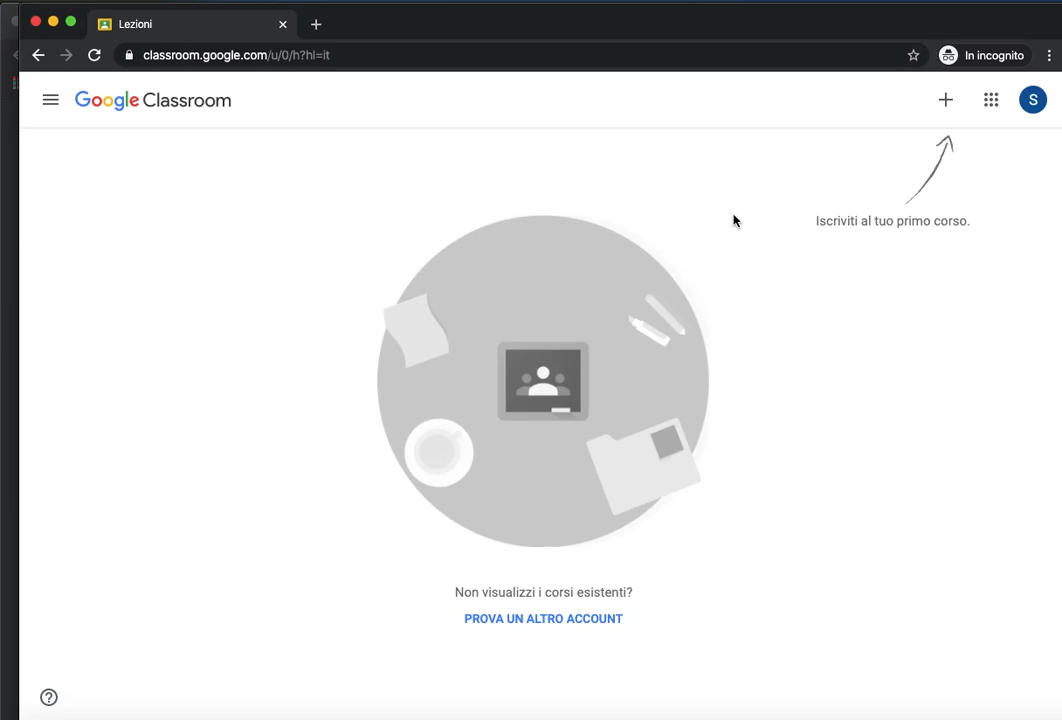 Lezioni
classroom.google.com/u/0/h?hl=it
In incognito
Google Classroom
S
Iscriviti al tuo primo corso.
Non visualizzi i corsi esistenti?
PROVA UN ALTRO ACCOUNT